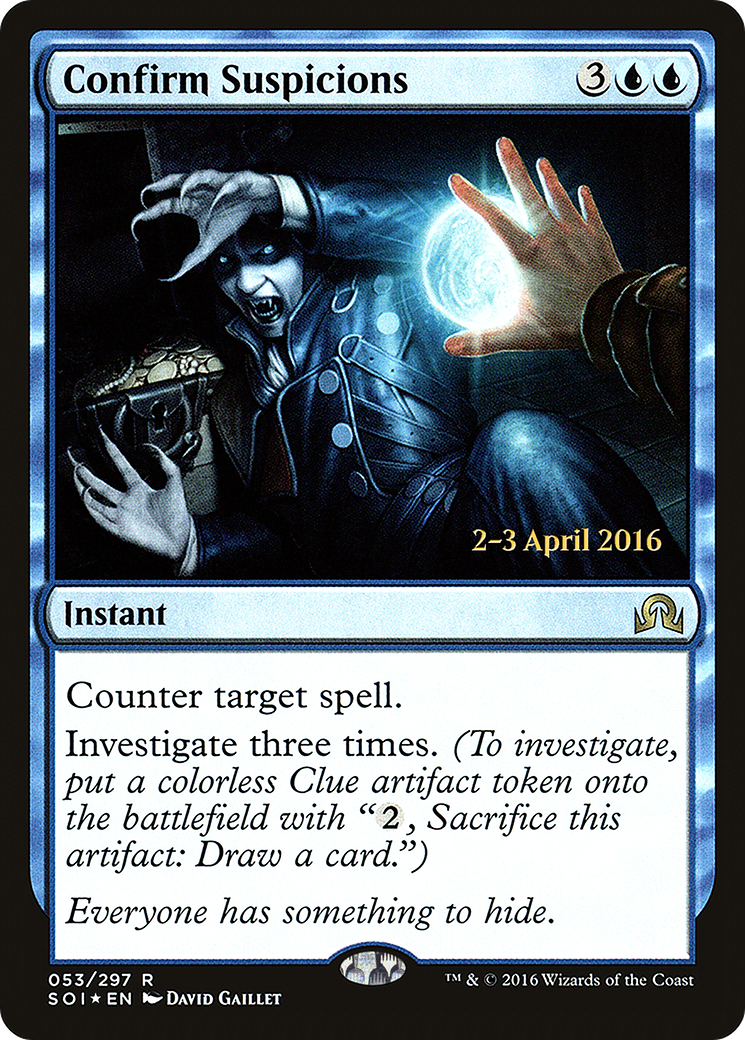 Confirm Suspicions 3
2–3 April 2016
Instant
Counter target spell.
Investigate three times. (To investigate,
put a colorless Clue artifact token onto
the battlefield with “2, Sacrifice this
artifact: Draw a card.”)
Everyone has something to hide.
053/297 R
™ & © 2016 Wizards of the Coast
SOI★EN David Gaillet